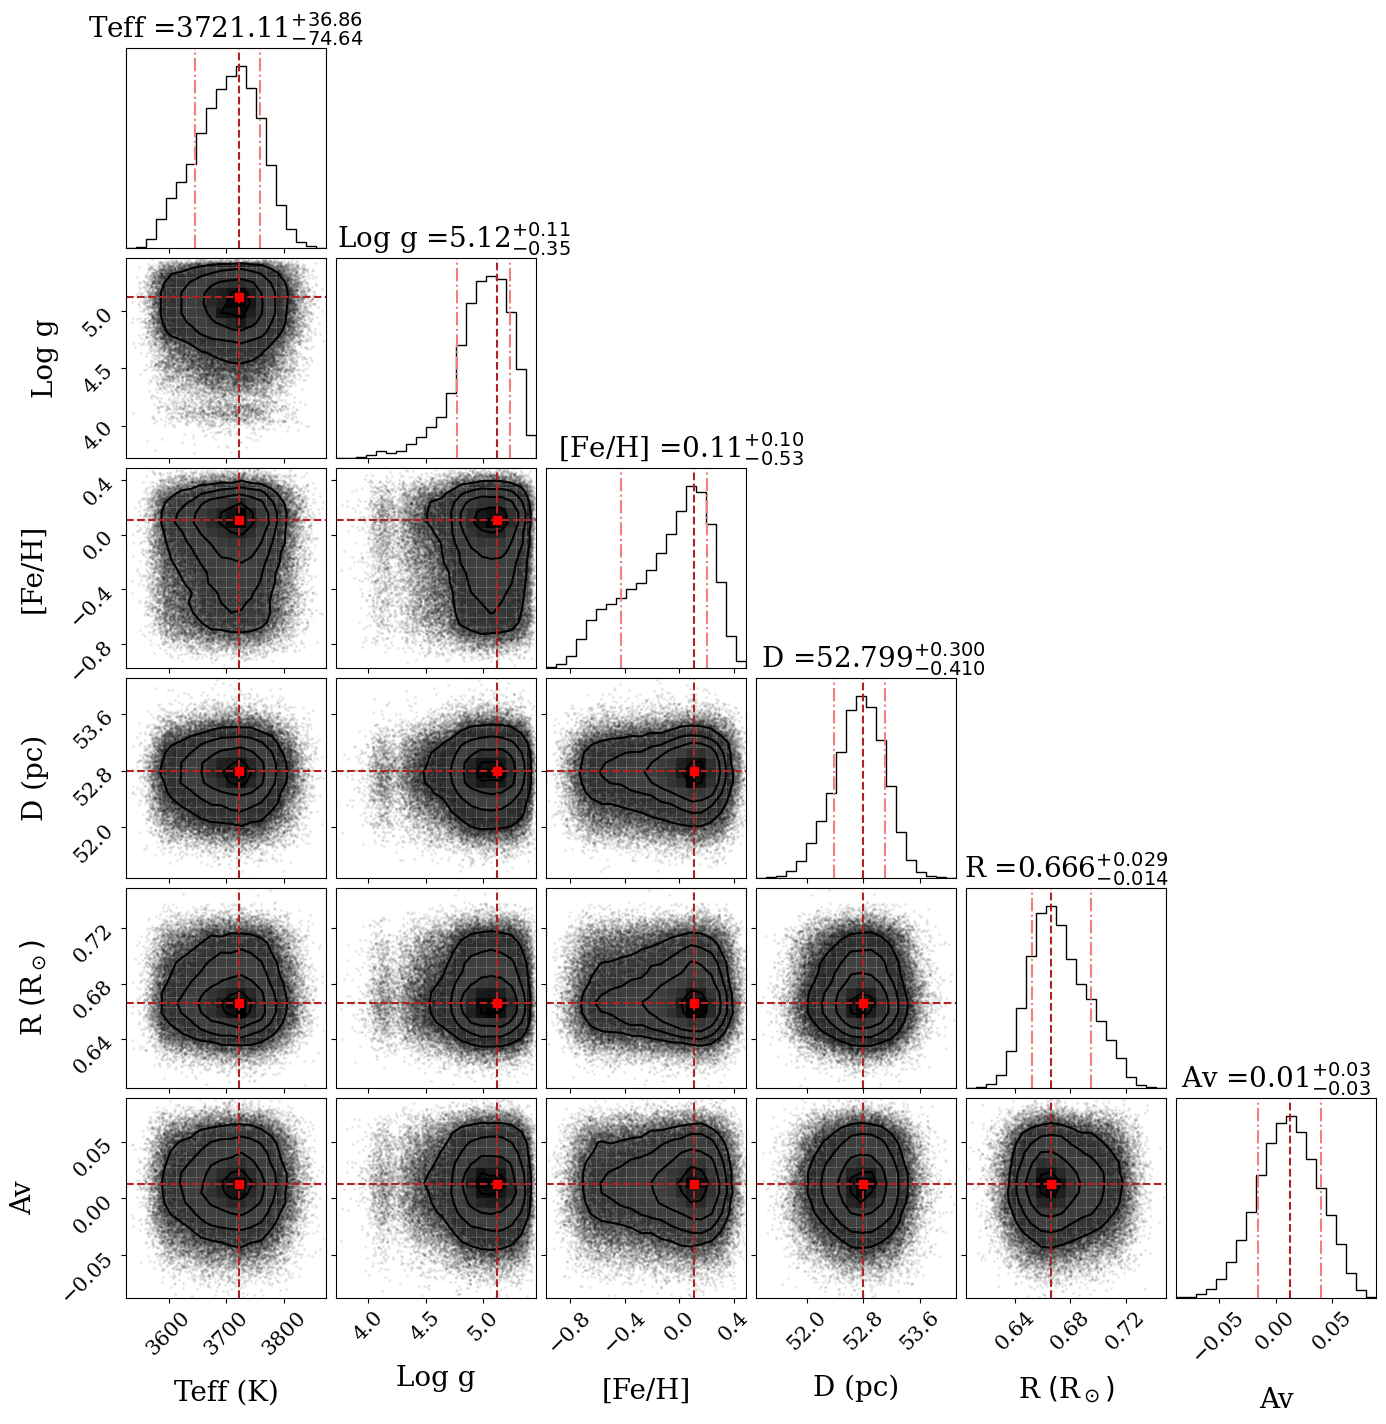 Teff =3721.11+36.86−74.64
Log g =5.12+0.11−0.35
5.0
4.5
4.0
Log g
[Fe/H] =0.11+0.10−0.53
0.4
0.0
−0.4
−0.8
[Fe/H]
D =52.799+0.300−0.410
53.6
52.8
52.0
D (pc)
R =0.666+0.029−0.014
0.72
0.68
0.64
R (R⊙)
Av =0.01+0.03−0.03
0.05
0.00
−0.05
Av
3600 3700 3800
4.0 4.5 5.0
−0.8 −0.4 0.0 0.4
52.0 52.8 53.6
0.64 0.68 0.72
−0.05 0.00 0.05
Teff (K) Log g [Fe/H] D (pc) R (R⊙) Av